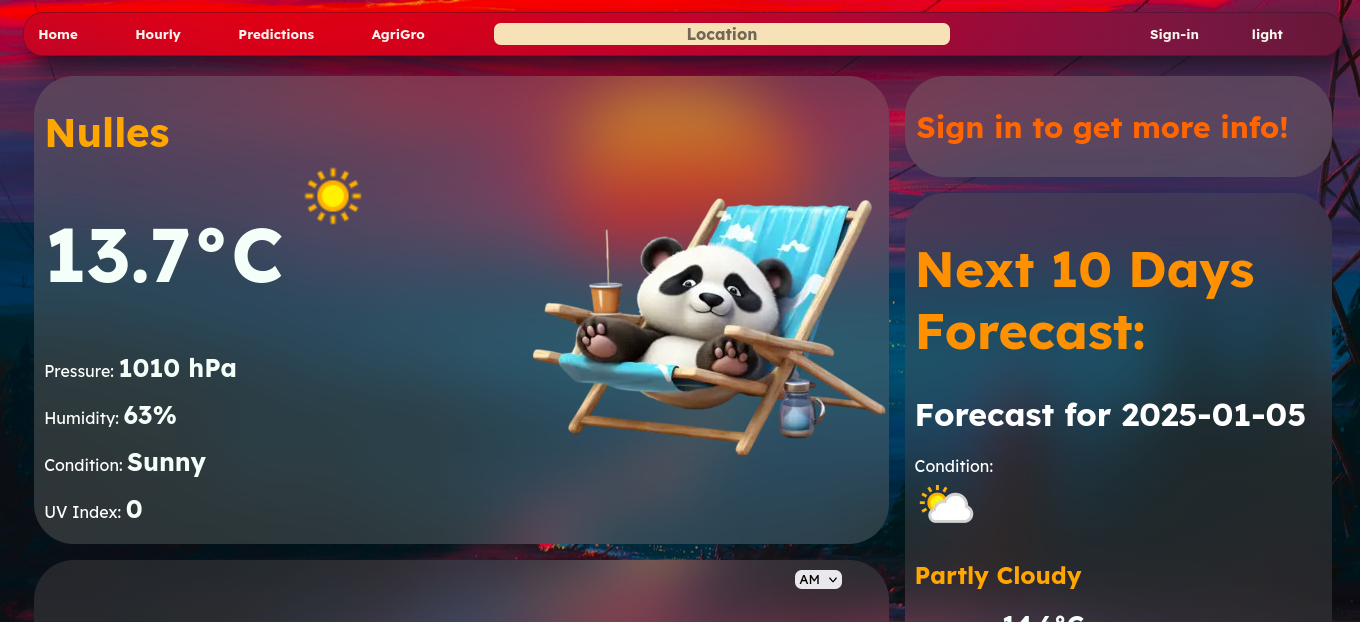 Home Hourly Predictions AgriGro Location Sign-in light
Nulles
13.7°C
Pressure: 1010 hPa
Humidity: 63%
Condition: Sunny
UV Index: 0
AM
Sign in to get more info!
Next 10 Days
Forecast:
Forecast for 2025-01-05
Condition:
Partly Cloudy